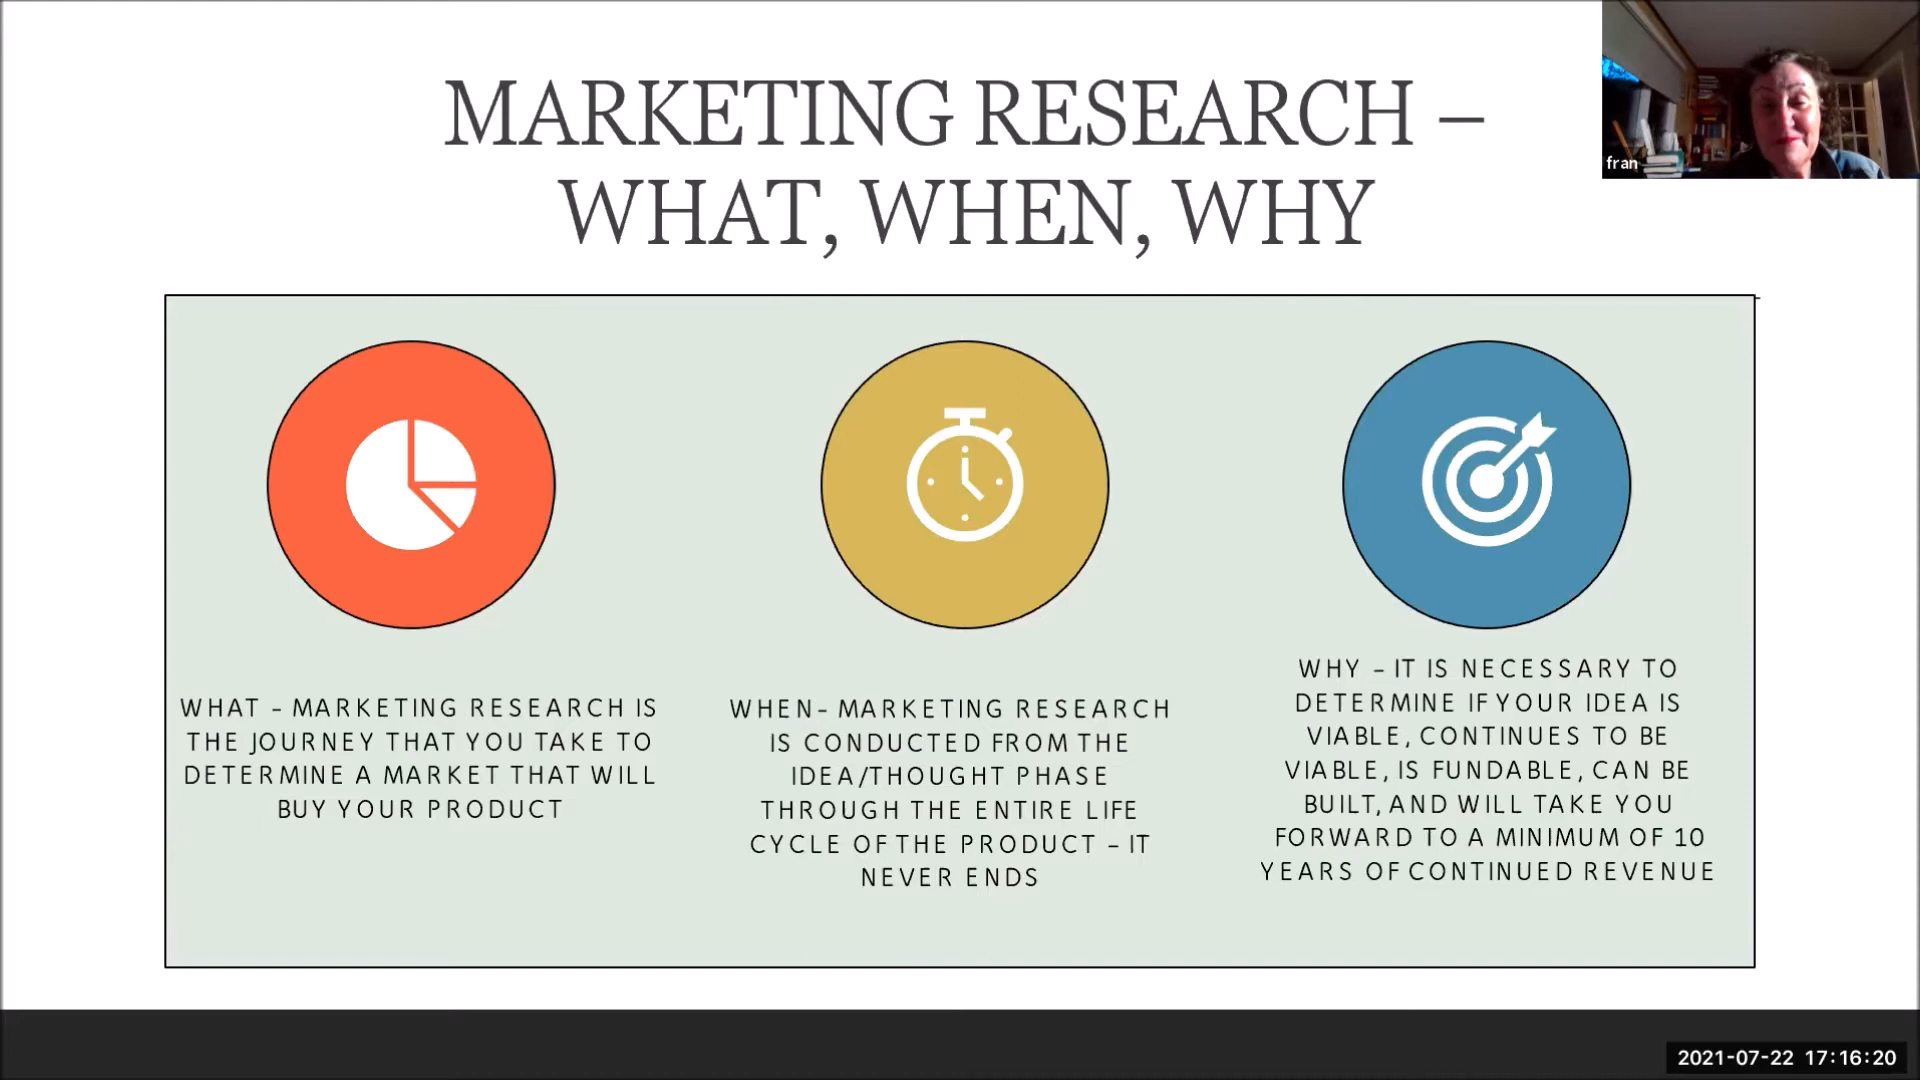 MARKETING RESEARCH –
WHAT, WHEN, WHY
fran
WHAT – MARKETING RESEARCH IS
THE JOURNEY THAT YOU TAKE TO
DETERMINE A MARKET THAT WILL
BUY YOUR PRODUCT
WHEN– MARKETING RESEARCH
IS CONDUCTED FROM THE
IDEA/THOUGHT PHASE
THROUGH THE ENTIRE LIFE
CYCLE OF THE PRODUCT – IT
NEVER ENDS
WHY – IT IS NECESSARY TO
DETERMINE IF YOUR IDEA IS
VIABLE, CONTINUES TO BE
VIABLE, IS FUNDABLE, CAN BE
BUILT, AND WILL TAKE YOU
FORWARD TO A MINIMUM OF 10
YEARS OF CONTINUED REVENUE
2021-07-22 17:16:20